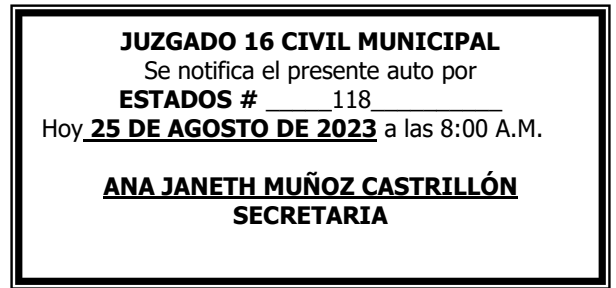 JUZGADO 16 CIVIL MUNICIPAL
Se notifica el presente auto por
ESTADOS # _____118__________
Hoy 25 DE AGOSTO DE 2023 a las 8:00 A.M.
ANA JANETH MUÑOZ CASTRILLÓN
SECRETARIA